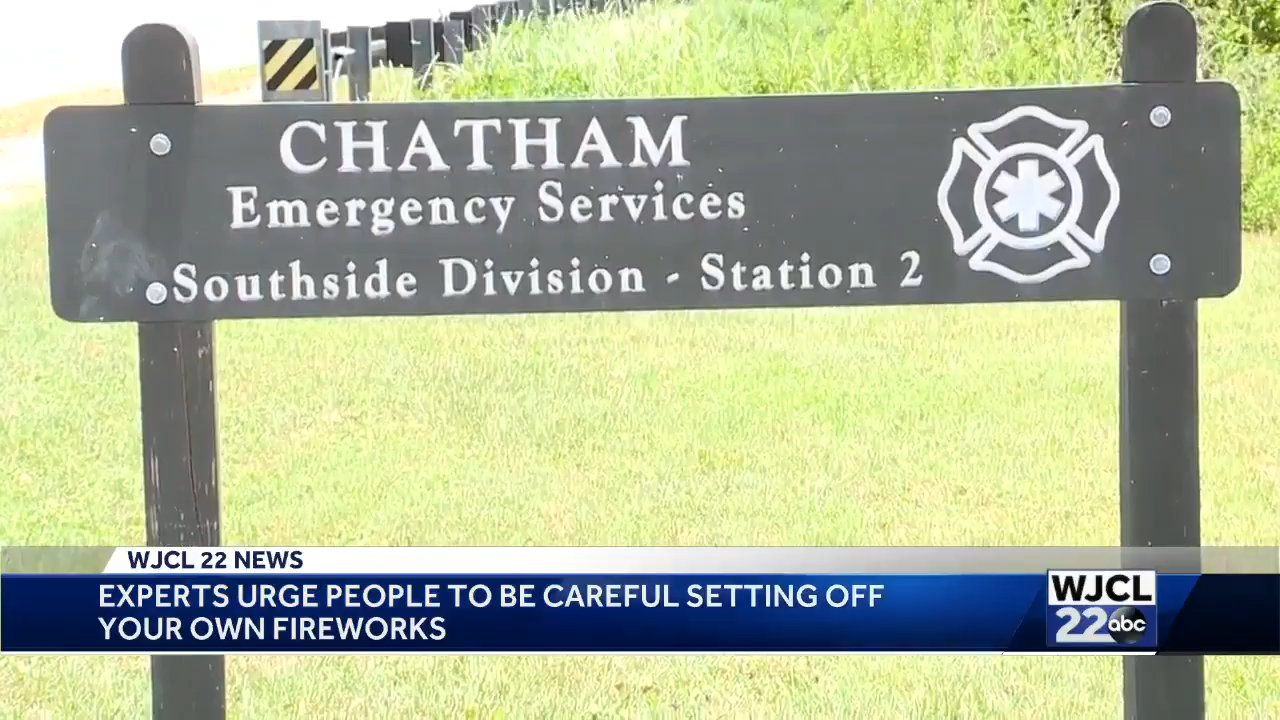 CHATHAM
Emergency Services
Southside Division - Station 2
WJCL 22 NEWS
EXPERTS URGE PEOPLE TO BE CAREFUL SETTING OFF
YOUR OWN FIREWORKS
WJCL
22 abc